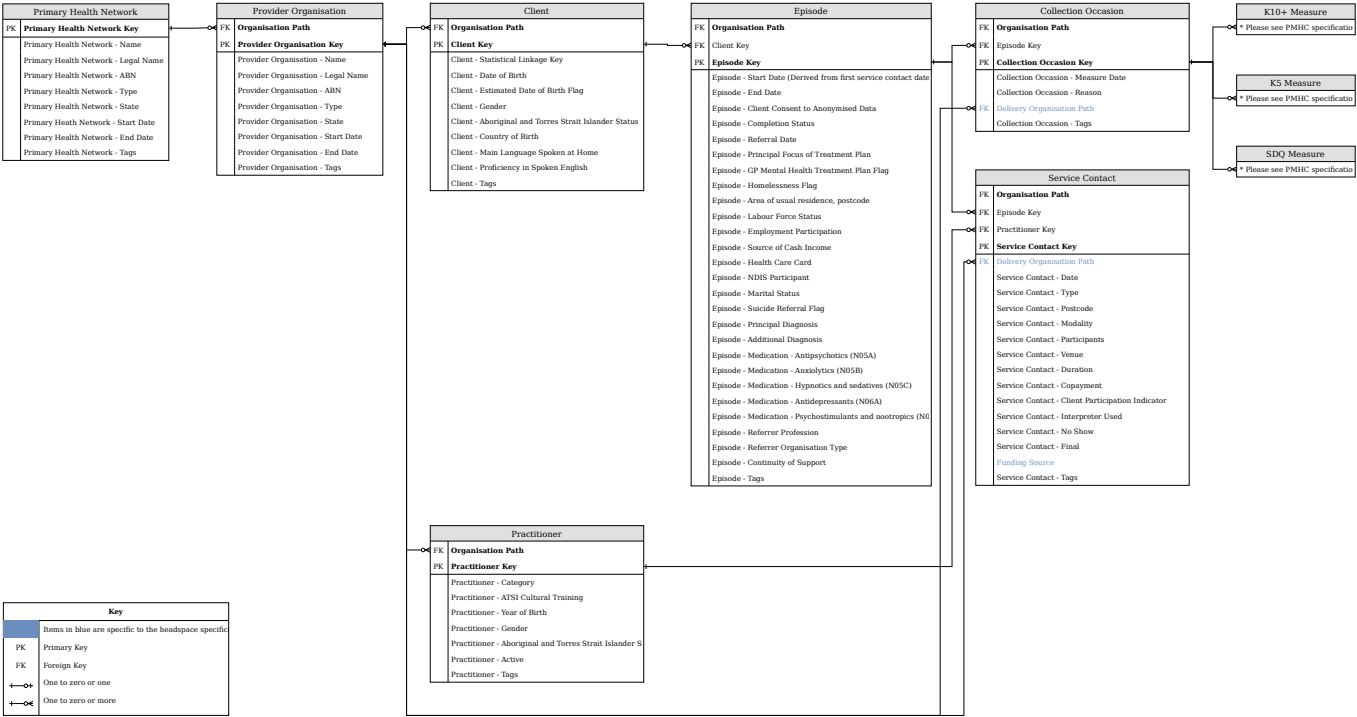 Primary Health Network
PK Primary Health Network Key
Primary Health Network - Name
Primary Health Network - Legal Name
Primary Health Network - ABN
Primary Health Network - Type
Primary Health Network - State
Primary Heath Network - Start Date
Primary Health Network - End Date
Primary Health Network - Tags
Provider Organisation
FK Organisation Path
PK Provider Organisation Key
Provider Organisation - Name
Provider Organisation - Legal Name
Provider Organisation - ABN
Provider Organisation - Type
Provider Organisation - State
Provider Organisation - Start Date
Provider Organisation - End Date
Provider Organisation - Tags
Client
FK Organisation Path
PK Client Key
Client - Statistical Linkage Key
Client - Date of Birth
Client - Estimated Date of Birth Flag
Client - Gender
Client - Aboriginal and Torres Strait Islander Status
Client - Country of Birth
Client - Main Language Spoken at Home
Client - Proficiency in Spoken English
Client - Tags
Episode
FK Organisation Path
FK Client Key
PK Episode Key
Episode - Start Date (Derived from first service contact date
Episode - End Date
Episode - Client Consent to Anonymised Data
Episode - Completion Status
Episode - Referral Date
Episode - Principal Focus of Treatment Plan
Episode - GP Mental Health Treatment Plan Flag
Episode - Homelessness Flag
Episode - Area of usual residence, postcode
Episode - Labour Force Status
Episode - Employment Participation
Episode - Source of Cash Income
Episode - Health Care Card
Episode - NDIS Participant
Episode - Marital Status
Episode - Suicide Referral Flag
Episode - Principal Diagnosis
Episode - Additional Diagnosis
Episode - Medication - Antipsychotics (N05A)
Episode - Medication - Anxiolytics (N05B)
Episode - Medication - Hypnotics and sedatives (N05C)
Episode - Medication - Antidepressants (N06A)
Episode - Medication - Psychostimulants and nootropics (N0
Episode - Referrer Profession
Episode - Referrer Organisation Type
Episode - Continuity of Support
Episode - Tags
Collection Occasion
FK Organisation Path
FK Episode Key
PK Collection Occasion Key
Collection Occasion - Measure Date
Collection Occasion - Reason
FK Delivery Organisation Path
Collection Occasion - Tags
K10+ Measure
* Please see PMHC specificatio
K5 Measure
* Please see PMHC specificatio
SDQ Measure
* Please see PMHC specificatio
Service Contact
FK Organisation Path
FK Episode Key
FK Practitioner Key
PK Service Contact Key
FK Delivery Organisation Path
Service Contact - Date
Service Contact - Type
Service Contact - Postcode
Service Contact - Modality
Service Contact - Participants
Service Contact - Venue
Service Contact - Duration
Service Contact - Copayment
Service Contact - Client Participation Indicator
Service Contact - Interpreter Used
Service Contact - No Show
Service Contact - Final
Funding Source
Service Contact - Tags
Practitioner
FK Organisation Path
PK Practitioner Key
Practitioner - Category
Practitioner - ATSI Cultural Training
Practitioner - Year of Birth
Practitioner - Gender
Practitioner - Aboriginal and Torres Strait Islander S
Practitioner - Active
Practitioner - Tags
Key
Items in blue are specific to the headspace specific
PK Primary Key
FK Foreign Key
One to zero or one
One to zero or more